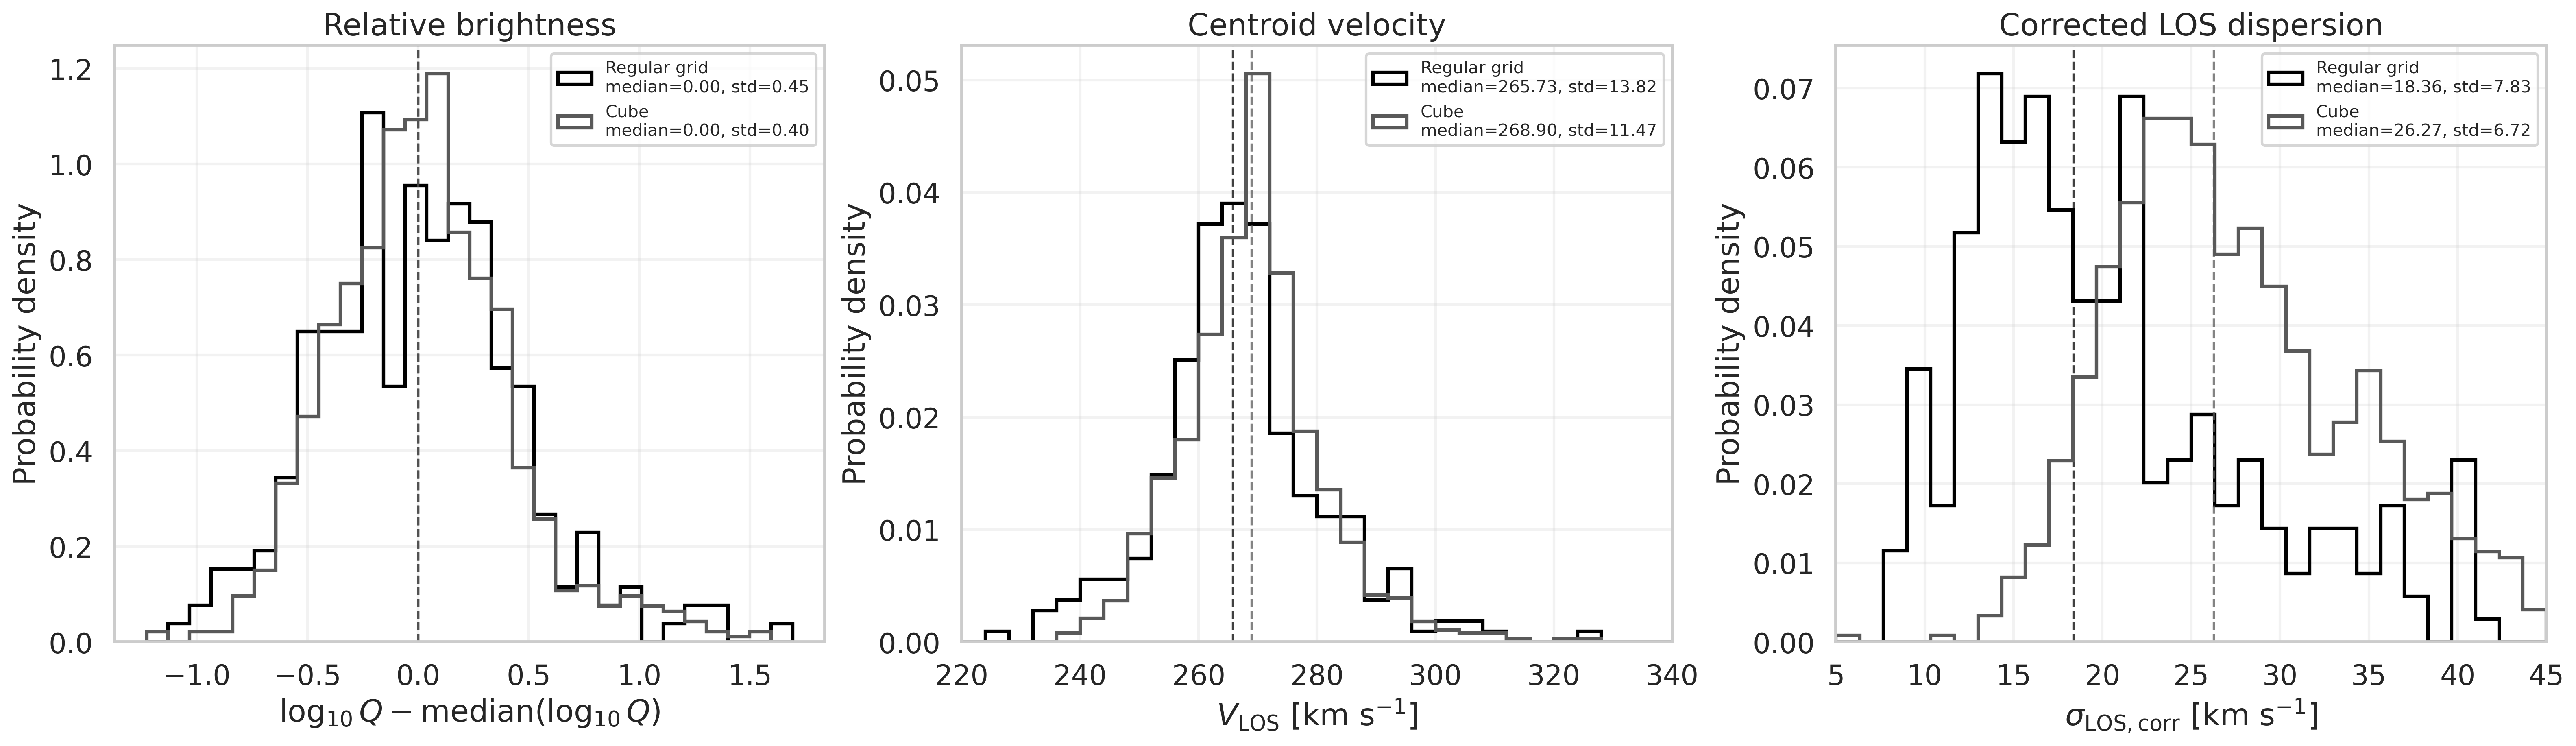 Relative brightness
Regular grid
median=0.00, std=0.45
Cube
median=0.00, std=0.40
Probability density
1.2
1.0
0.8
0.6
0.4
0.2
0.0
−1.0 −0.5 0.0 0.5 1.0 1.5
log₁₀ Q − median(log₁₀ Q)
Centroid velocity
Regular grid
median=265.73, std=13.82
Cube
median=268.90, std=11.47
Probability density
0.05
0.04
0.03
0.02
0.01
0.00
220 240 260 280 300 320 340
V_LOS [km s⁻¹]
Corrected LOS dispersion
Regular grid
median=18.36, std=7.83
Cube
median=26.27, std=6.72
Probability density
0.07
0.06
0.05
0.04
0.03
0.02
0.01
0.00
5 10 15 20 25 30 35 40 45
σ_LOS, corr [km s⁻¹]